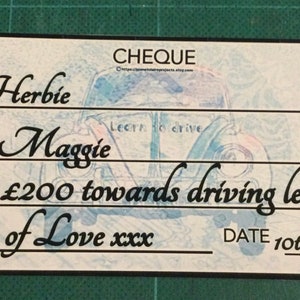 CHEQUE
Herbie
LEARN to drive
Maggie
£200 towards driving le
of Love xxx
DATE 10t